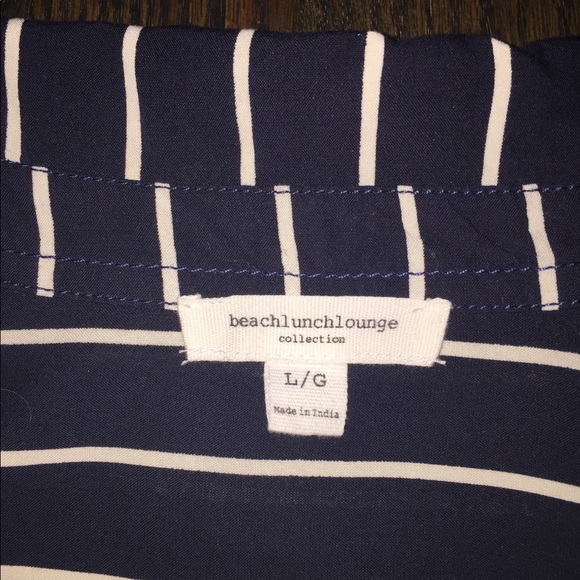 beachlunchlounge
collection
L/G
Made in India